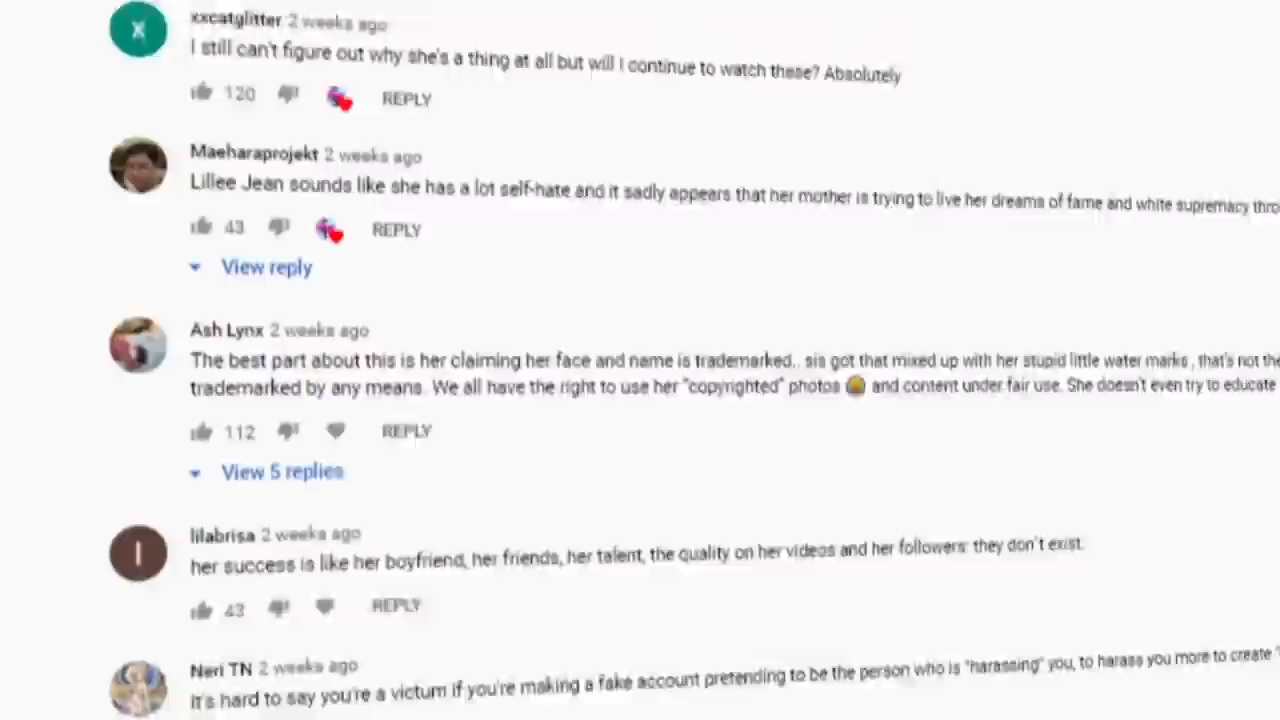 x
xxcatglitter 2 weeks ago
I still can't figure out why she's a thing at all but will I continue to watch these? Absolutely
120 REPLY
Maeharaprojekt 2 weeks ago
Lillee Jean sounds like she has a lot self-hate and it sadly appears that her mother is trying to live her dreams of fame and white supremacy thro
43 REPLY
View reply
Ash Lynx 2 weeks ago
The best part about this is her claiming her face and name is trademarked.. sis got that mixed up with her stupid little water marks , that's not the
trademarked by any means. We all have the right to use her "copyrighted" photos 😂 and content under fair use. She doesn't even try to educate
112 REPLY
View 5 replies
l
lilabrisa 2 weeks ago
her success is like her boyfriend, her friends, her talent, the quality on her videos and her followers: they don't exist.
43 REPLY
Neri TN 2 weeks ago
It's hard to say you're a victum if you're making a fake account pretending to be the person who is "harassing" you, to harass you more to create